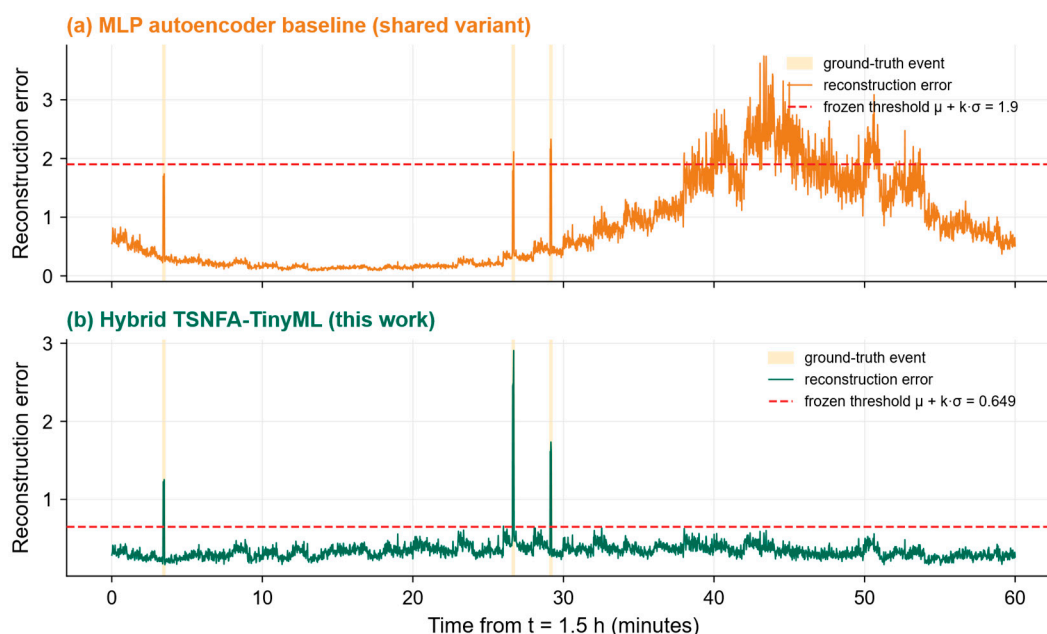 (a) MLP autoencoder baseline (shared variant)
Reconstruction error
3
2
1
0
ground-truth event
reconstruction error
frozen threshold μ + k·σ = 1.9
(b) Hybrid TSNFA-TinyML (this work)
Reconstruction error
3
2
1
ground-truth event
reconstruction error
frozen threshold μ + k·σ = 0.649
0 10 20 30 40 50 60
Time from t = 1.5 h (minutes)